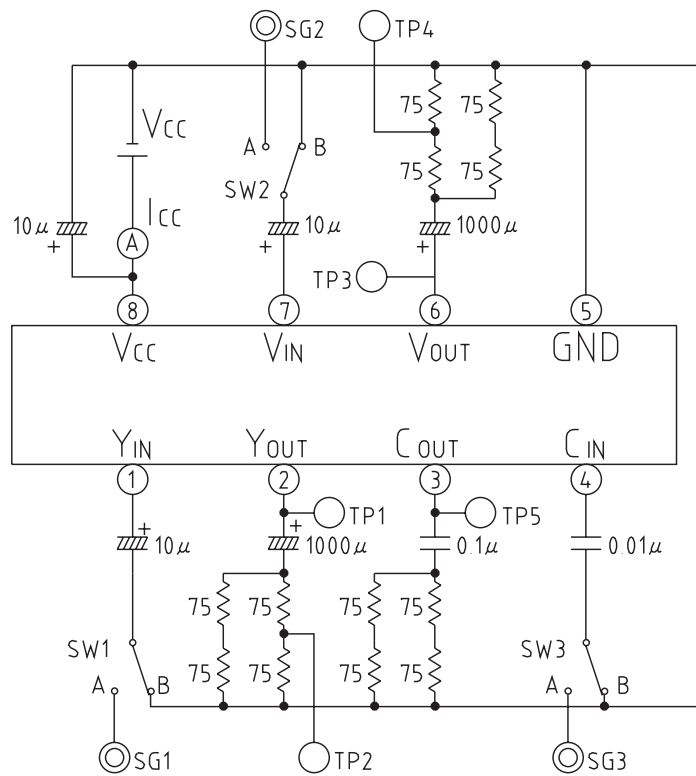 SG2 TP4
VCC 75 75
A B
SW2 75 75
10μ + ICC A 10μ + 1000μ +
TP3
8 7 6 5
VCC VIN VOUT GND
YIN YOUT COUT CIN
1 2 3 4
TP1 TP5
+ 10μ + 1000μ 0.1μ 0.01μ
75 75 75 75
SW1 SW3
75 75 75 75
A B A B
SG1 TP2 SG3